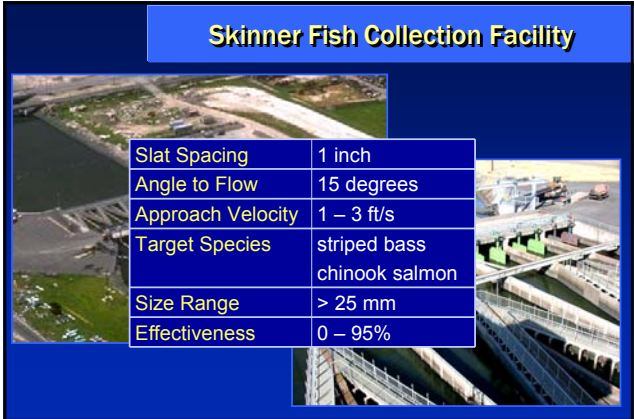 Skinner Fish Collection Facility
Slat Spacing 1 inch
Angle to Flow 15 degrees
Approach Velocity 1 – 3 ft/s
Target Species striped bass
chinook salmon
Size Range > 25 mm
Effectiveness 0 – 95%